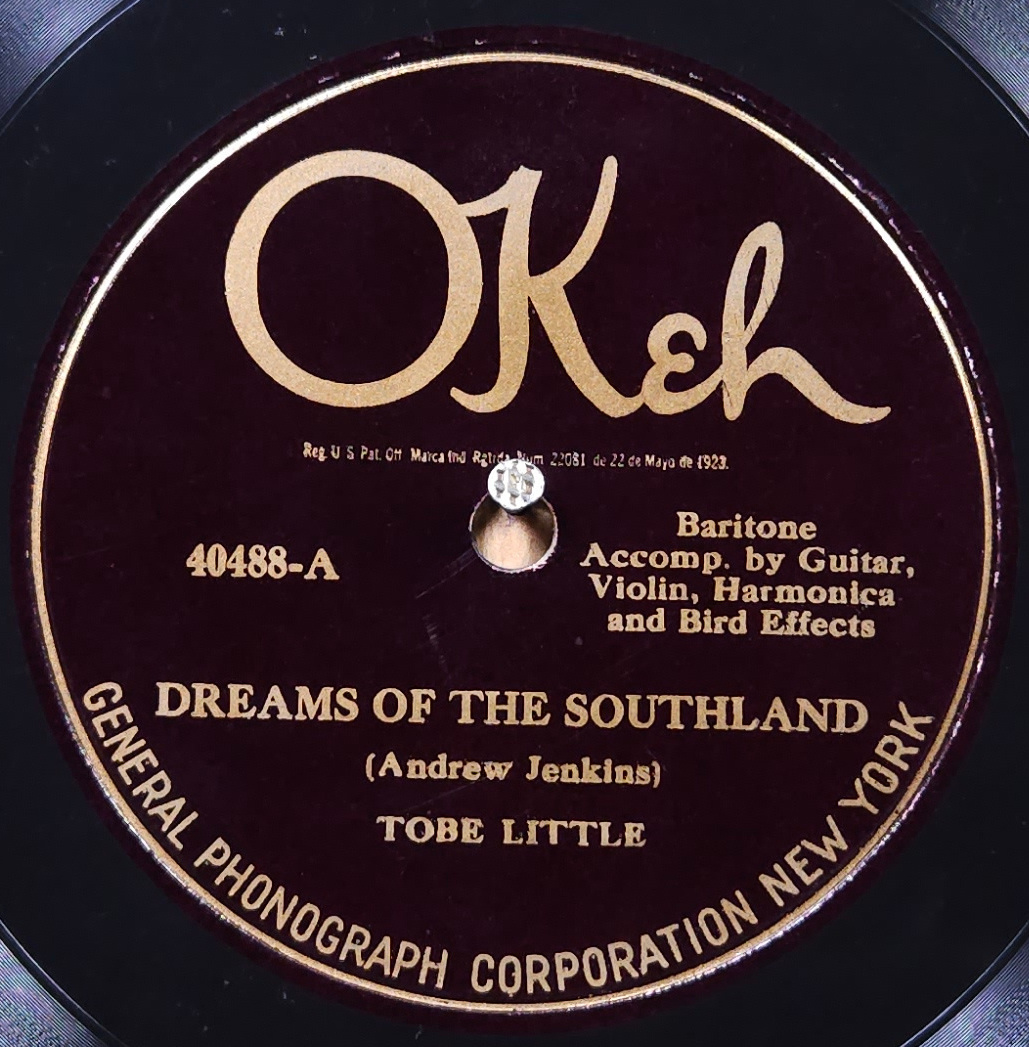 OKeh
Reg. U S Pat. Off Marca Ind Rgtrda Num 22081 de 22 de Mayo de 1923.
40488-A
Baritone
Accomp. by Guitar,
Violin, Harmonica
and Bird Effects
DREAMS OF THE SOUTHLAND
(Andrew Jenkins)
TOBE LITTLE
GENERAL PHONOGRAPH CORPORATION NEW YORK